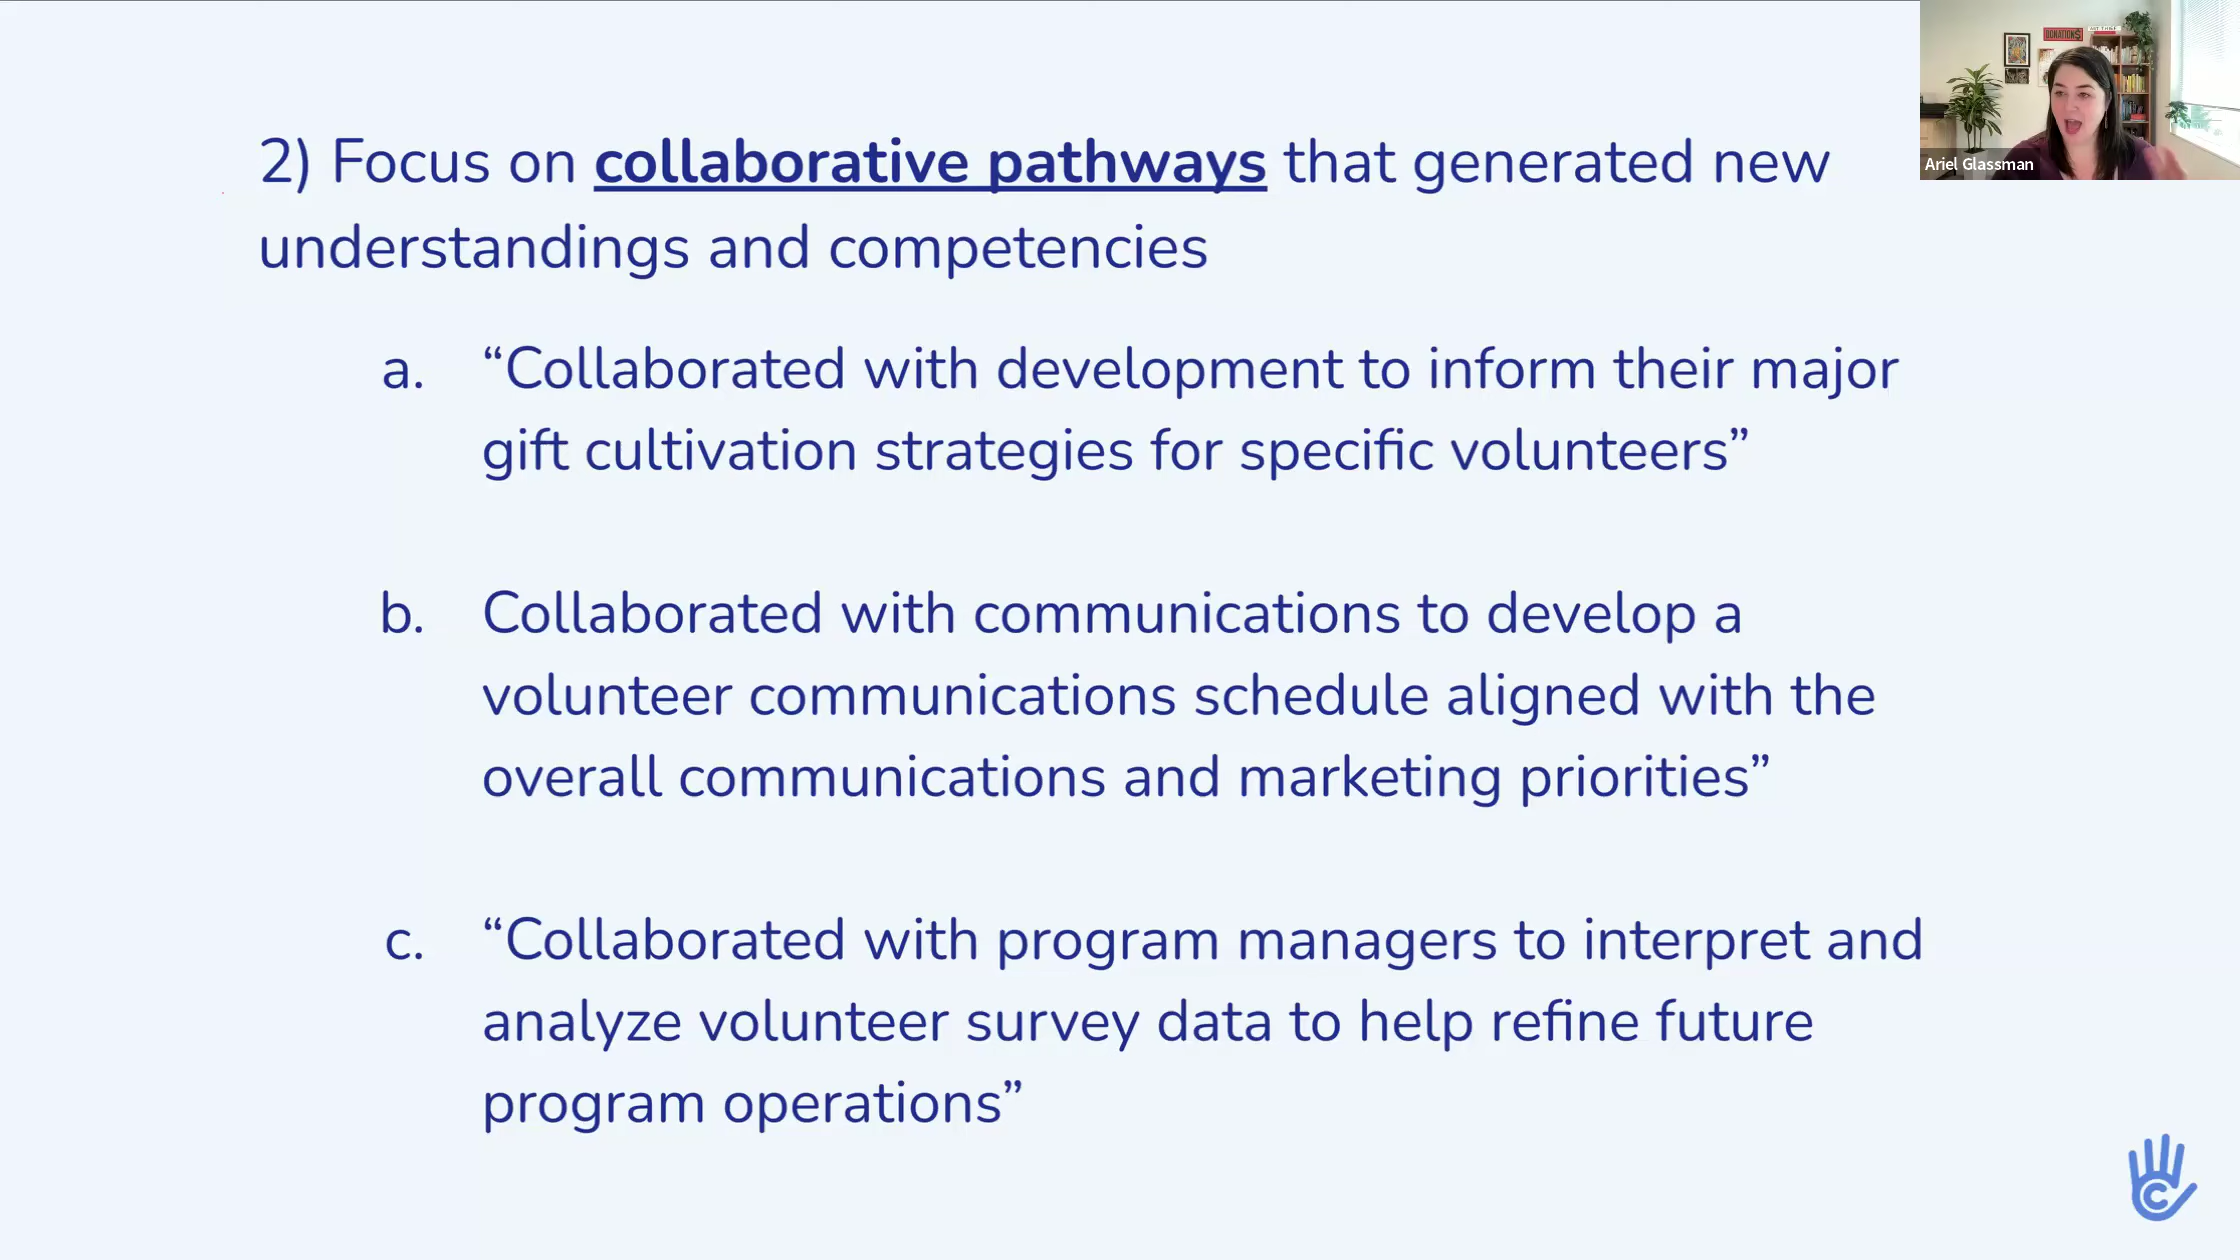 2) Focus on collaborative pathways that generated new
understandings and competencies
a. “Collaborated with development to inform their major
gift cultivation strategies for specific volunteers”
b. Collaborated with communications to develop a
volunteer communications schedule aligned with the
overall communications and marketing priorities”
c. “Collaborated with program managers to interpret and
analyze volunteer survey data to help refine future
program operations”
DONATIONS
Ariel Glassman
C